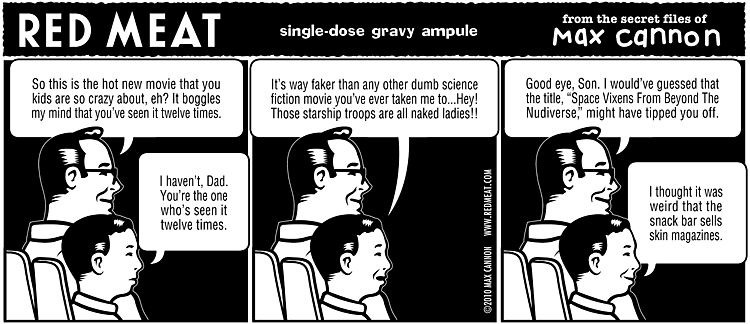 RED MEAT
single-dose gravy ampule
from the secret files of
Max cannon
So this is the hot new movie that you
kids are so crazy about, eh? It boggles
my mind that you've seen it twelve times.
I haven't, Dad.
You're the one
who's seen it
twelve times.
It's way faker than any other dumb science
fiction movie you've ever taken me to...Hey!
Those starship troops are all naked ladies!!
©2010 MAX CANNON WWW.REDMEAT.COM
Good eye, Son. I would've guessed that
the title, "Space Vixens From Beyond The
Nudiverse," might have tipped you off.
I thought it was
weird that the
snack bar sells
skin magazines.